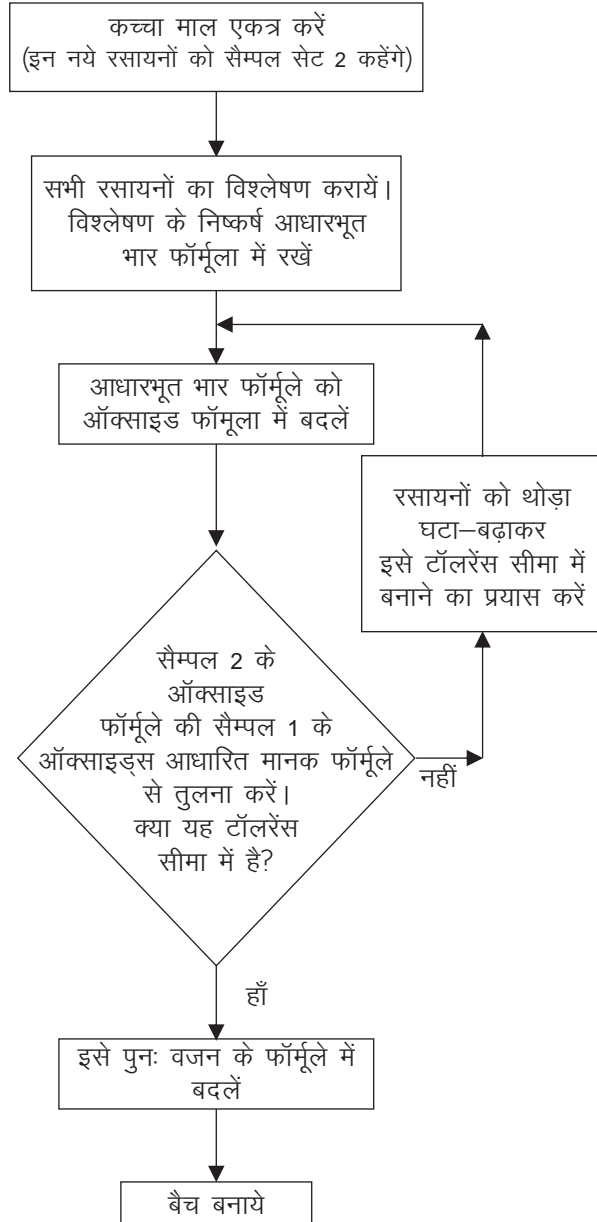 कच्चा माल एकत्र करें
(इन नये रसायनों को सैम्पल सेट 2 कहेंगे)
सभी रसायनों का विश्लेषण करायें।
विश्लेषण के निष्कर्ष आधारभूत
भार फॉर्मूला में रखें
आधारभूत भार फॉर्मूले को
ऑक्साइड फॉमूला में बदलें
रसायनों को थोड़ा
घटा–बढ़ाकर
इसे टॉलरेंस सीमा में
बनाने का प्रयास करें
सैम्पल 2 के
ऑक्साइड
फॉर्मूले की सैम्पल 1 के
ऑक्साइड्स आधारित मानक फॉर्मूले
से तुलना करें।
क्या यह टॉलरेंस
सीमा में है?
नहीं
हाँ
इसे पुनः वजन के फॉर्मूले में
बदलें
बैच बनाये